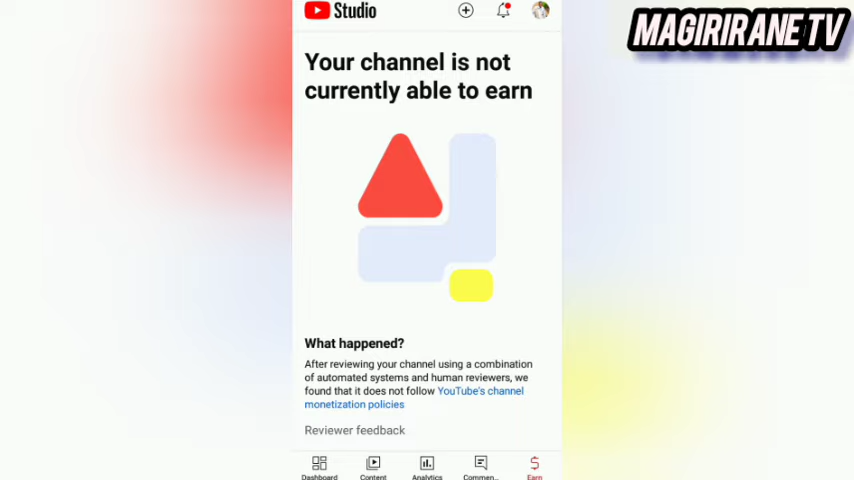 Studio
MAGIRIRANE TV
Your channel is not
currently able to earn
What happened?
After reviewing your channel using a combination
of automated systems and human reviewers, we
found that it does not follow YouTube's channel
monetization policies
Reviewer feedback
Dashboard Content Analytics Commen... Earn